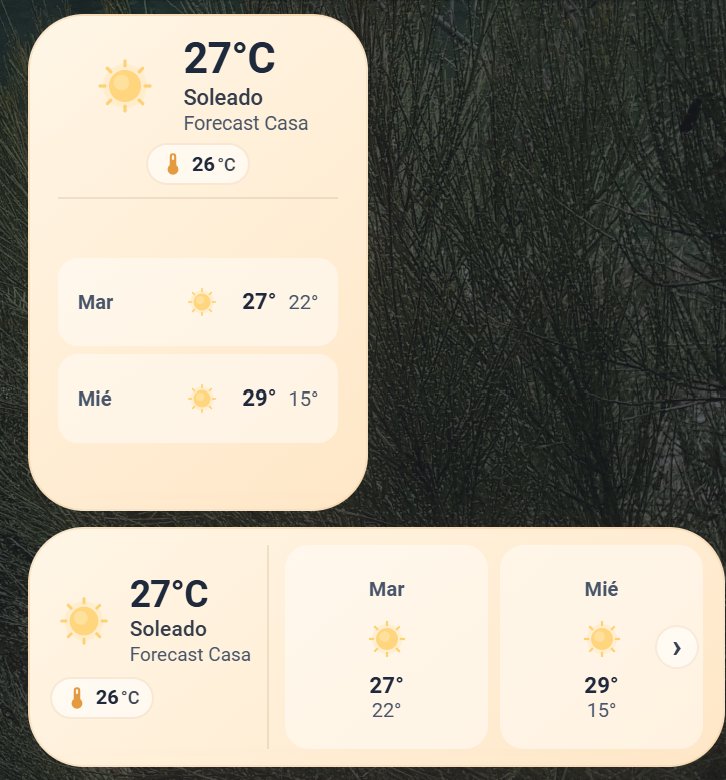 27°C
Soleado
Forecast Casa
26 °C
Mar 27° 22°
Mié 29° 15°
27°C
Soleado
Forecast Casa
26 °C
Mar
27°
22°
Mié
29°
15°